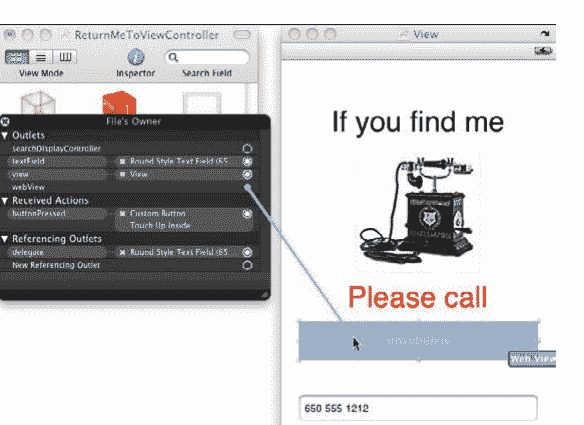 ReturnMeToViewController
View Mode
Inspector
Search Field
File's Owner
Outlets
searchDisplayController
textField
Round Style Text Field (65
view
View
webView
Received Actions
buttonPressed
Custom Button
Touch Up Inside
Referencing Outlets
delegate
Round Style Text Field (65
New Referencing Outlet
View
If you find me
Please call
Web View
650 555 1212